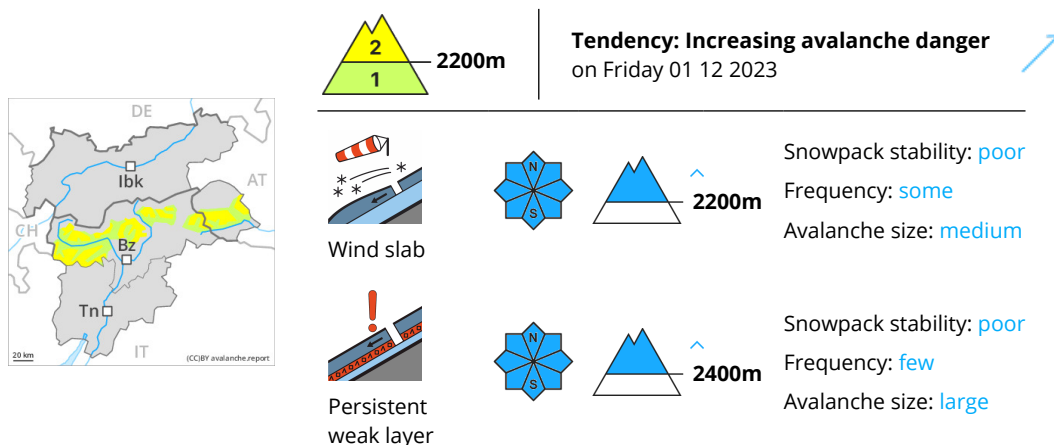 DE
Ibk
AT
CH
Bz
Tn
IT
20 km
(CC)BY avalanche.report
2
1
2200m
Tendency: Increasing avalanche danger
on Friday 01 12 2023
Wind slab
N
S
2200m
Snowpack stability: poor
Frequency: some
Avalanche size: medium
Persistent
weak layer
N
S
2400m
Snowpack stability: poor
Frequency: few
Avalanche size: large